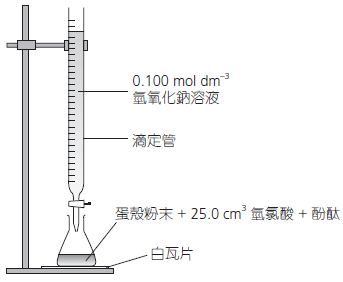 0.100 mol dm⁻³
氫氧化鈉溶液
滴定管
蛋殼粉末 + 25.0 cm³ 氫氯酸 + 酚酞
白瓦片